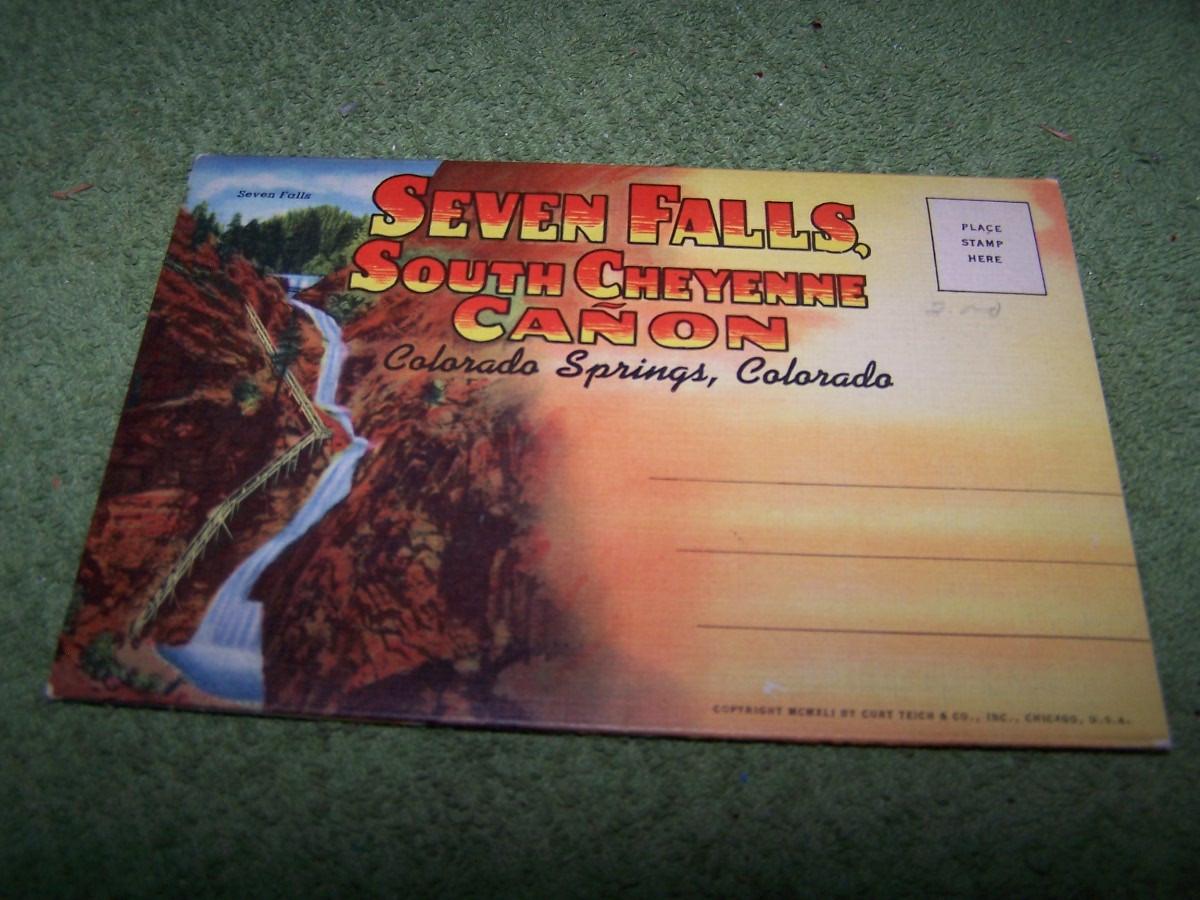 Seven Falls
SEVEN FALLS,
SOUTH CHEYENNE
CAÑON
Colorado Springs, Colorado
PLACE
STAMP
HERE
COPYRIGHT MCMXLI BY CURT TEICH & CO., INC., CHICAGO, U.S.A.